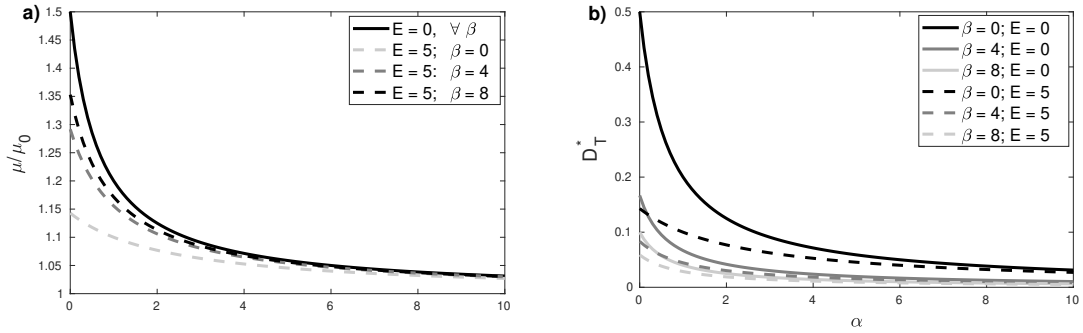 a)
μ/μ0
1.5
1.45
1.4
1.35
1.3
1.25
1.2
1.15
1.1
1.05
1
0 2 4 6 8 10
E = 0, ∀ β
E = 5; β = 0
E = 5: β = 4
E = 5; β = 8
b)
D*T
0.5
0.4
0.3
0.2
0.1
0
0 2 4 6 8 10
α
β = 0; E = 0
β = 4; E = 0
β = 8; E = 0
β = 0; E = 5
β = 4; E = 5
β = 8; E = 5